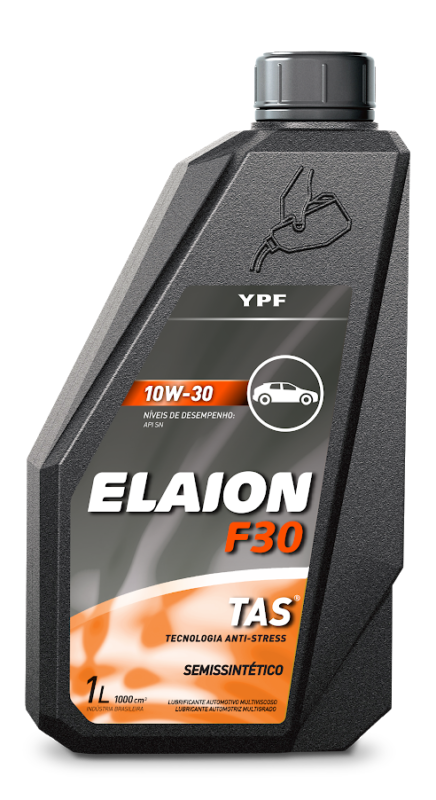 YPF
10W-30
NÍVEIS DE DESEMPENHO:
API SN
ELAION
F30
TAS®
TECNOLOGIA ANTI-STRESS
SEMISSINTÉTICO
1L 1000 cm³
INDÚSTRIA BRASILEIRA
LUBRIFICANTE AUTOMOTIVO MULTIVISCOSO
LUBRICANTE AUTOMOTRIZ MULTIGRADO